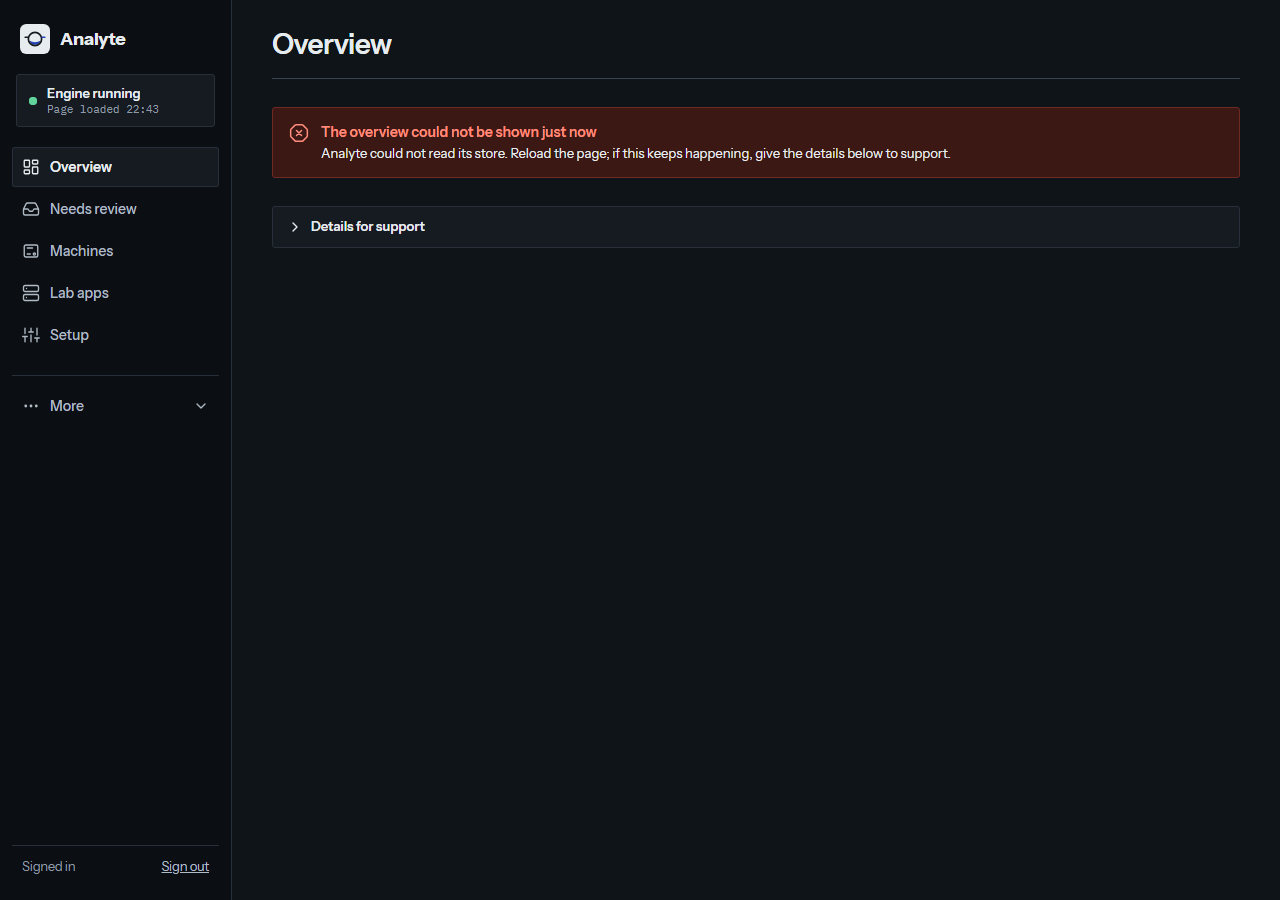 Analyte
Engine running
Page loaded 22:43
Overview
Needs review
Machines
Lab apps
Setup
More
Signed in
Sign out
Overview
The overview could not be shown just now
Analyte could not read its store. Reload the page; if this keeps happening, give the details below to support.
Details for support